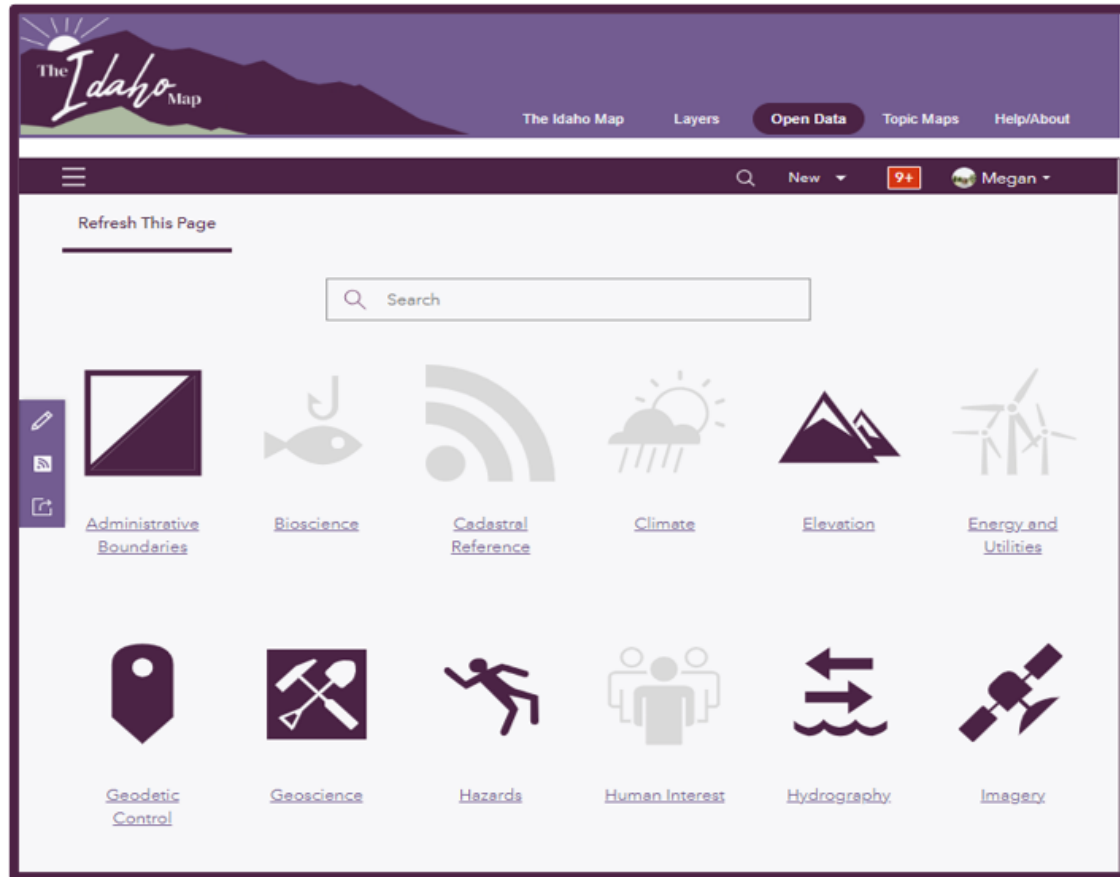 The Idaho Map
The Idaho Map Layers Open Data Topic Maps Help/About
New 9+ Megan
Refresh This Page
Search
Administrative
Boundaries
Bioscience
Cadastral
Reference
Climate
Elevation
Energy and
Utilities
Geodetic
Control
Geoscience
Hazards
Human Interest
Hydrography
Imagery